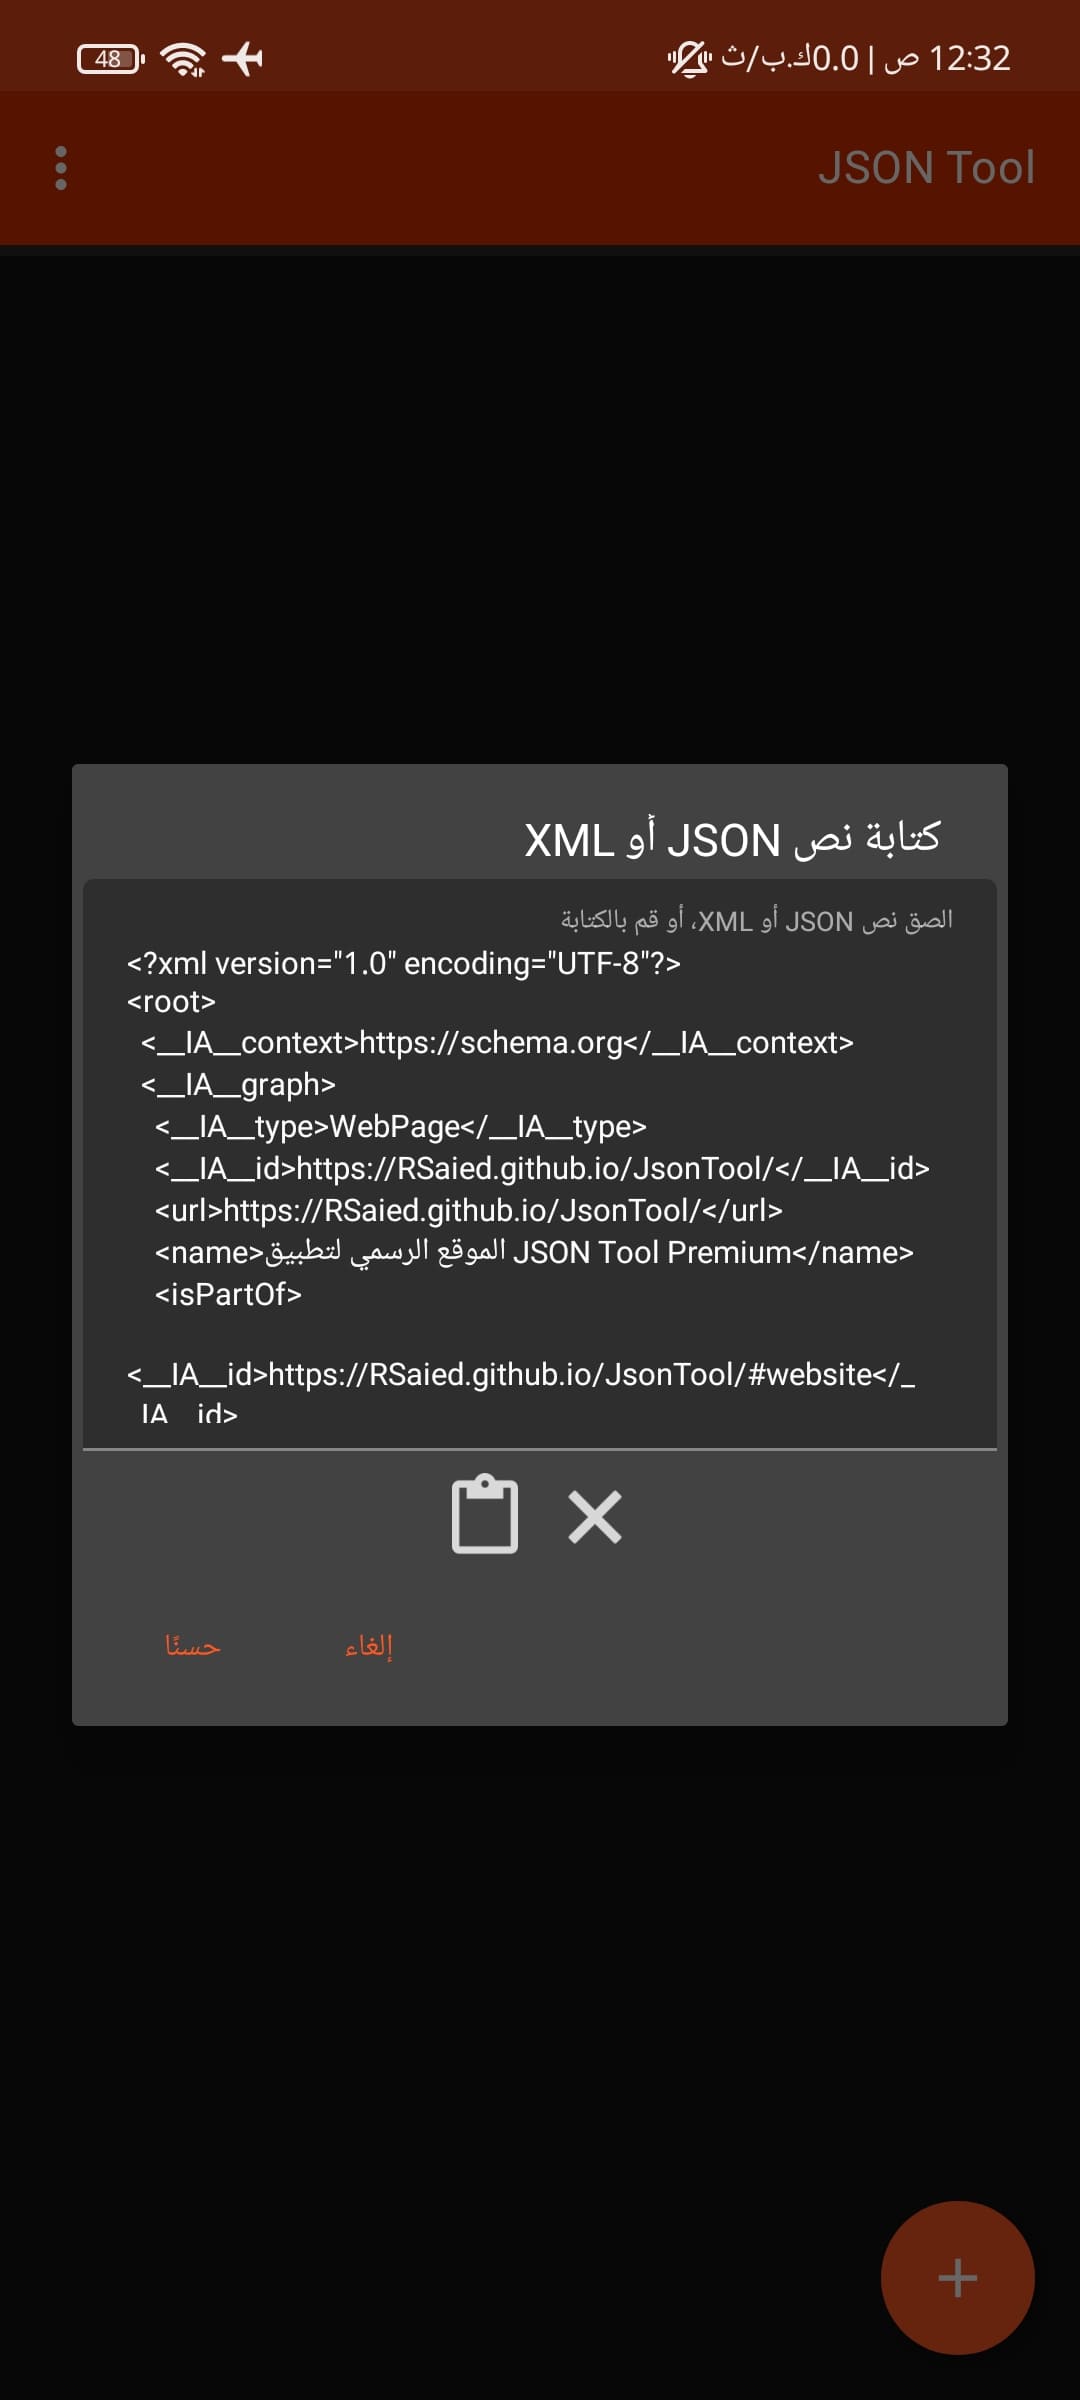 12:32 ص | 0.0ك.ب/ث
48
JSON Tool
كتابة نص JSON أو XML
الصق نص JSON أو XML، أو قم بالكتابة
<?xml version="1.0" encoding="UTF-8"?>
<root>
<__IA__context>https://schema.org</__IA__context>
<__IA__graph>
<__IA__type>WebPage</__IA__type>
<__IA__id>https://RSaied.github.io/JsonTool/</__IA__id>
<url>https://RSaied.github.io/JsonTool/</url>
<name>الموقع الرسمي لتطبيق JSON Tool Premium</name>
<isPartOf>
<__IA__id>https://RSaied.github.io/JsonTool/#website</_
_IA__id>
إلغاء
حسنًا